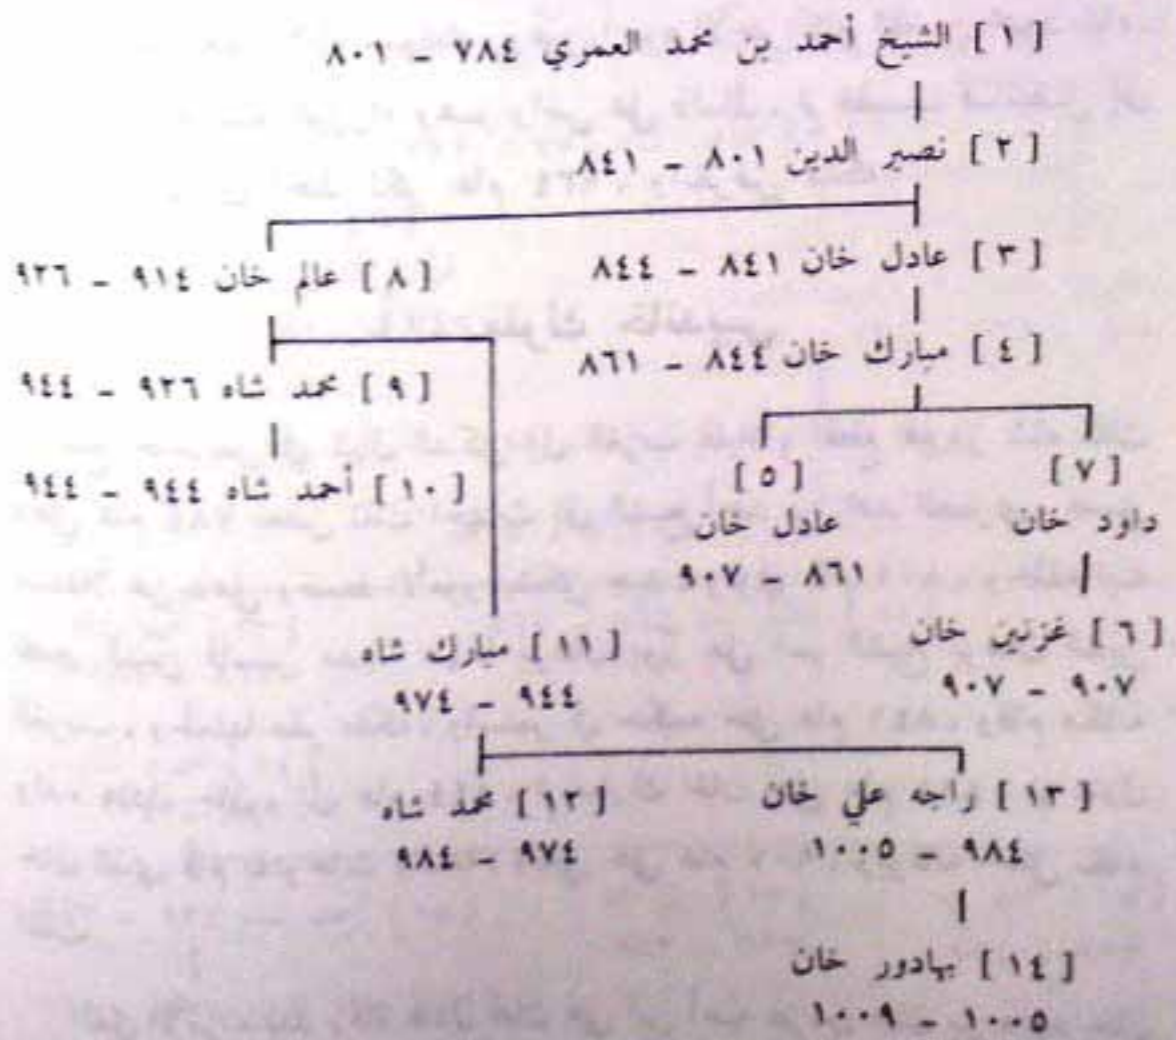 [ ١ ] الشيخ أحمد بن محمد العمري ٧٨٤ - ٨٠١
[ ٢ ] نصير الدين ٨٠١ - ٨٤١
[ ٣ ] عادل خان ٨٤١ - ٨٤٤
[ ٨ ] عالم خان ٩١٤ - ٩٢٦
[ ٤ ] مبارك خان ٨٤٤ - ٨٦١
[ ٩ ] محمد شاه ٩٢٦ - ٩٤٤
[ ٧ ]
داود خان
[ ٥ ]
عادل خان
٨٦١ - ٩٠٧
[ ١٠ ] أحمد شاه ٩٤٤ - ٩٤٤
[ ٦ ] غزنين خان
٩٠٧ - ٩٠٧
[ ١١ ] مبارك شاه
٩٤٤ - ٩٧٤
[ ١٣ ] راجه علي خان
٩٨٤ - ١٠٠٥
[ ١٢ ] محمد شاه
٩٧٤ - ٩٨٤
[ ١٤ ] بهادور خان
١٠٠٥ - ١٠٠٩